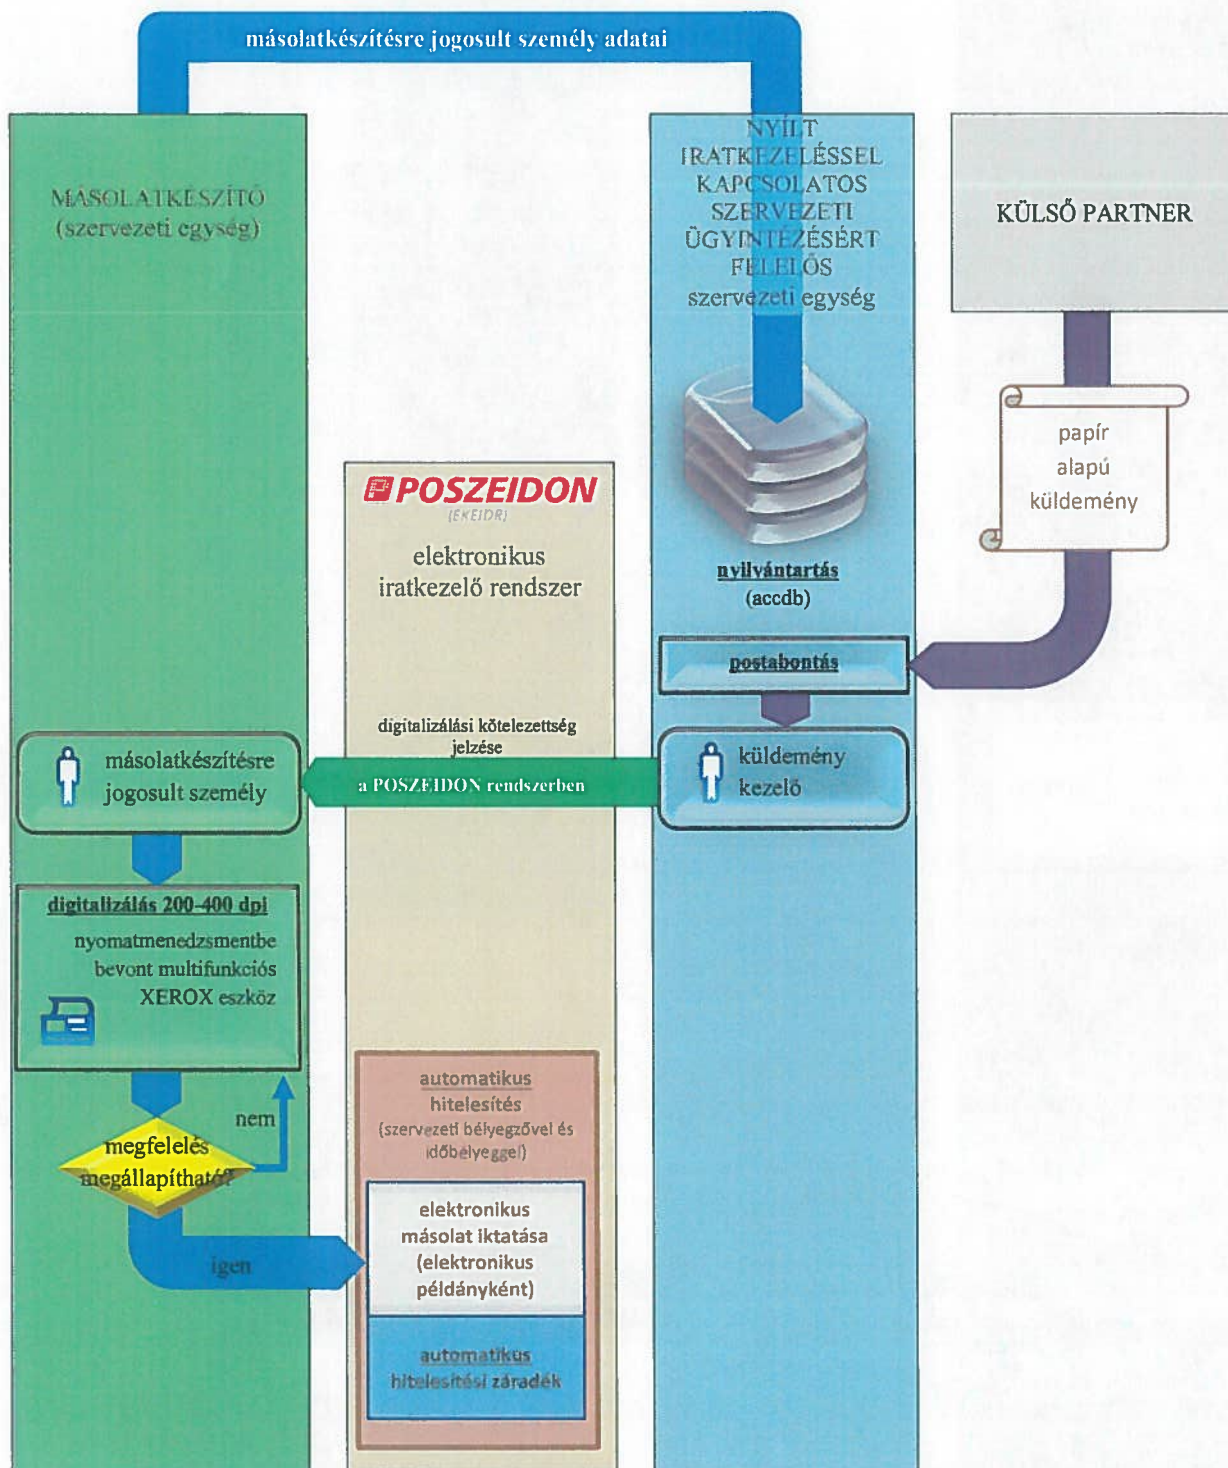 másolatkészítésre jogosult személy adatai
MÁSOLATKÉSZÍTŐ
(szervezeti egység)
NYÍLT
IRATKEZELÉSSEL
KAPCSOLATOS
SZERVEZETI
ÜGYINTÉZÉSÉRT
FELELŐS
szervezeti egység
KÜLSŐ PARTNER
papír
alapú
küldemény
POSZEIDON
(EKEIDR)
elektronikus
iratkezelő rendszer
nyilvántartás
(accdb)
postabontás
digitalizálási kötelezettség
jelzése
a POSZEIDON rendszerben
küldemény
kezelő
másolatkészítésre
jogosult személy
digitalizálás 200-400 dpi
nyomatmenedzsmentbe
bevont multifunkciós
XEROX eszköz
nem
megfelelés
megállapítható?
igen
automatikus
hitelesítés
(szervezeti bélyegzővel és
időbélyeggel)
elektronikus
másolat iktatása
(elektronikus
példányként)
automatikus
hitelesítési záradék